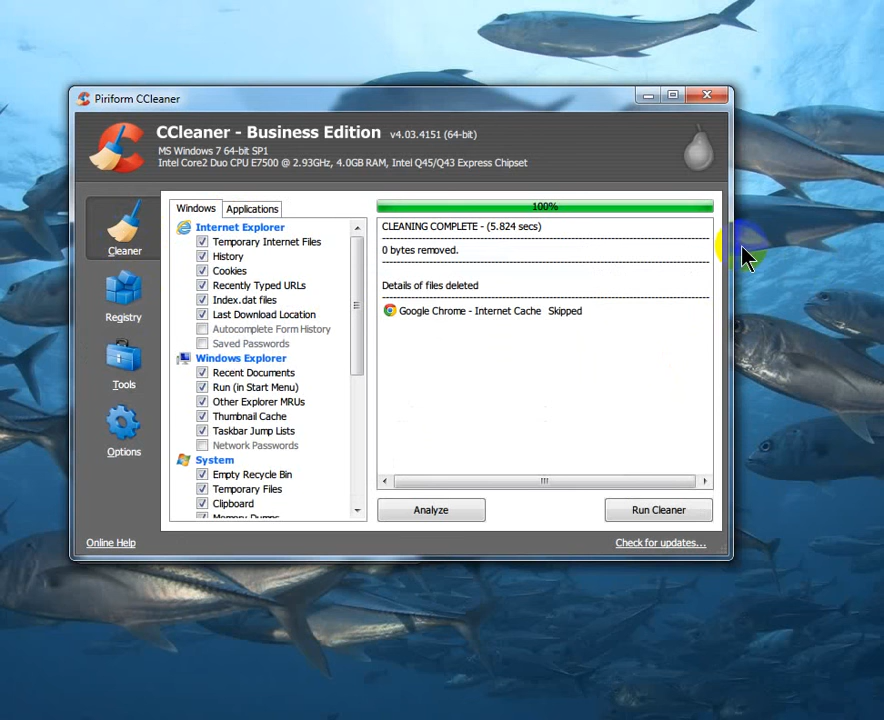 Piriform CCleaner
CCleaner - Business Edition v4.03.4151 (64-bit)
MS Windows 7 64-bit SP1
Intel Core2 Duo CPU E7500 @ 2.93GHz, 4.0GB RAM, Intel Q45/Q43 Express Chipset
Cleaner
Registry
Tools
Options
Windows
Applications
Internet Explorer
Temporary Internet Files
History
Cookies
Recently Typed URLs
Index.dat files
Last Download Location
Autocomplete Form History
Saved Passwords
Windows Explorer
Recent Documents
Run (in Start Menu)
Other Explorer MRUs
Thumbnail Cache
Taskbar Jump Lists
Network Passwords
System
Empty Recycle Bin
Temporary Files
Clipboard
Memory Dumps
100%
CLEANING COMPLETE - (5.824 secs)
0 bytes removed.
Details of files deleted
Google Chrome - Internet Cache Skipped
Analyze
Run Cleaner
Online Help
Check for updates...